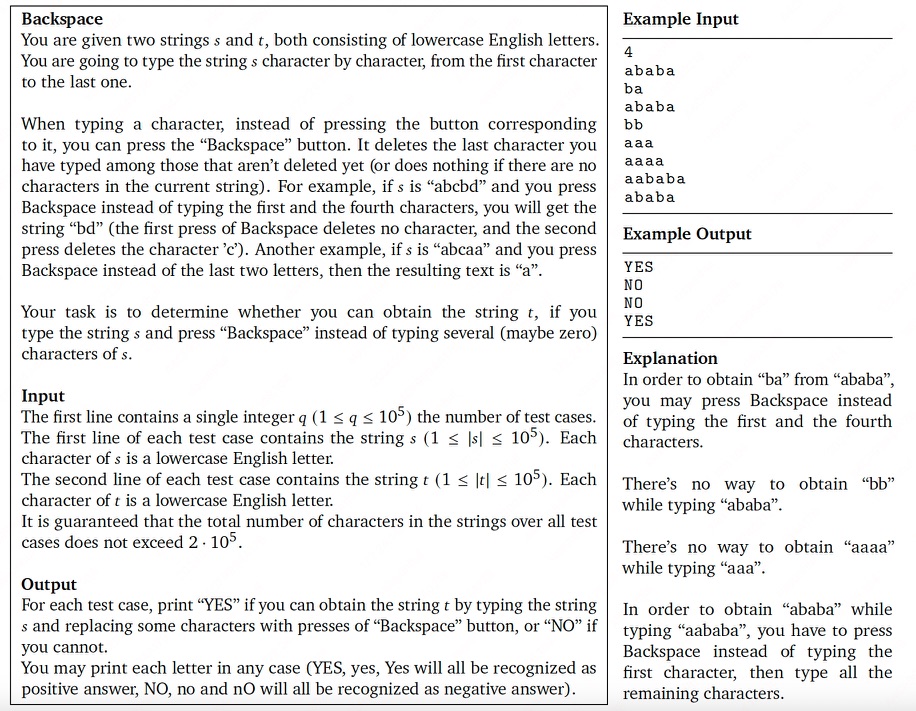 Backspace
You are given two strings s and t, both consisting of lowercase English letters.
You are going to type the string s character by character, from the first character
to the last one.
When typing a character, instead of pressing the button corresponding
to it, you can press the “Backspace” button. It deletes the last character you
have typed among those that aren’t deleted yet (or does nothing if there are no
characters in the current string). For example, if s is “abcbd” and you press
Backspace instead of typing the first and the fourth characters, you will get the
string “bd” (the first press of Backspace deletes no character, and the second
press deletes the character ’c’). Another example, if s is “abcaa” and you press
Backspace instead of the last two letters, then the resulting text is “a”.
Your task is to determine whether you can obtain the string t, if you
type the string s and press “Backspace” instead of typing several (maybe zero)
characters of s.
Input
The first line contains a single integer q (1 ≤ q ≤ 10⁵) the number of test cases.
The first line of each test case contains the string s (1 ≤ |s| ≤ 10⁵). Each
character of s is a lowercase English letter.
The second line of each test case contains the string t (1 ≤ |t| ≤ 10⁵). Each
character of t is a lowercase English letter.
It is guaranteed that the total number of characters in the strings over all test
cases does not exceed 2 · 10⁵.
Output
For each test case, print “YES” if you can obtain the string t by typing the string
s and replacing some characters with presses of “Backspace” button, or “NO” if
you cannot.
You may print each letter in any case (YES, yes, Yes will all be recognized as
positive answer, NO, no and nO will all be recognized as negative answer).
Example Input
4
ababa
ba
ababa
bb
aaa
aaaa
aababa
ababa
Example Output
YES
NO
NO
YES
Explanation
In order to obtain “ba” from “ababa”,
you may press Backspace instead
of typing the first and the fourth
characters.
There’s no way to obtain “bb”
while typing “ababa”.
There’s no way to obtain “aaaa”
while typing “aaa”.
In order to obtain “ababa” while
typing “aababa”, you have to press
Backspace instead of typing the
first character, then type all the
remaining characters.